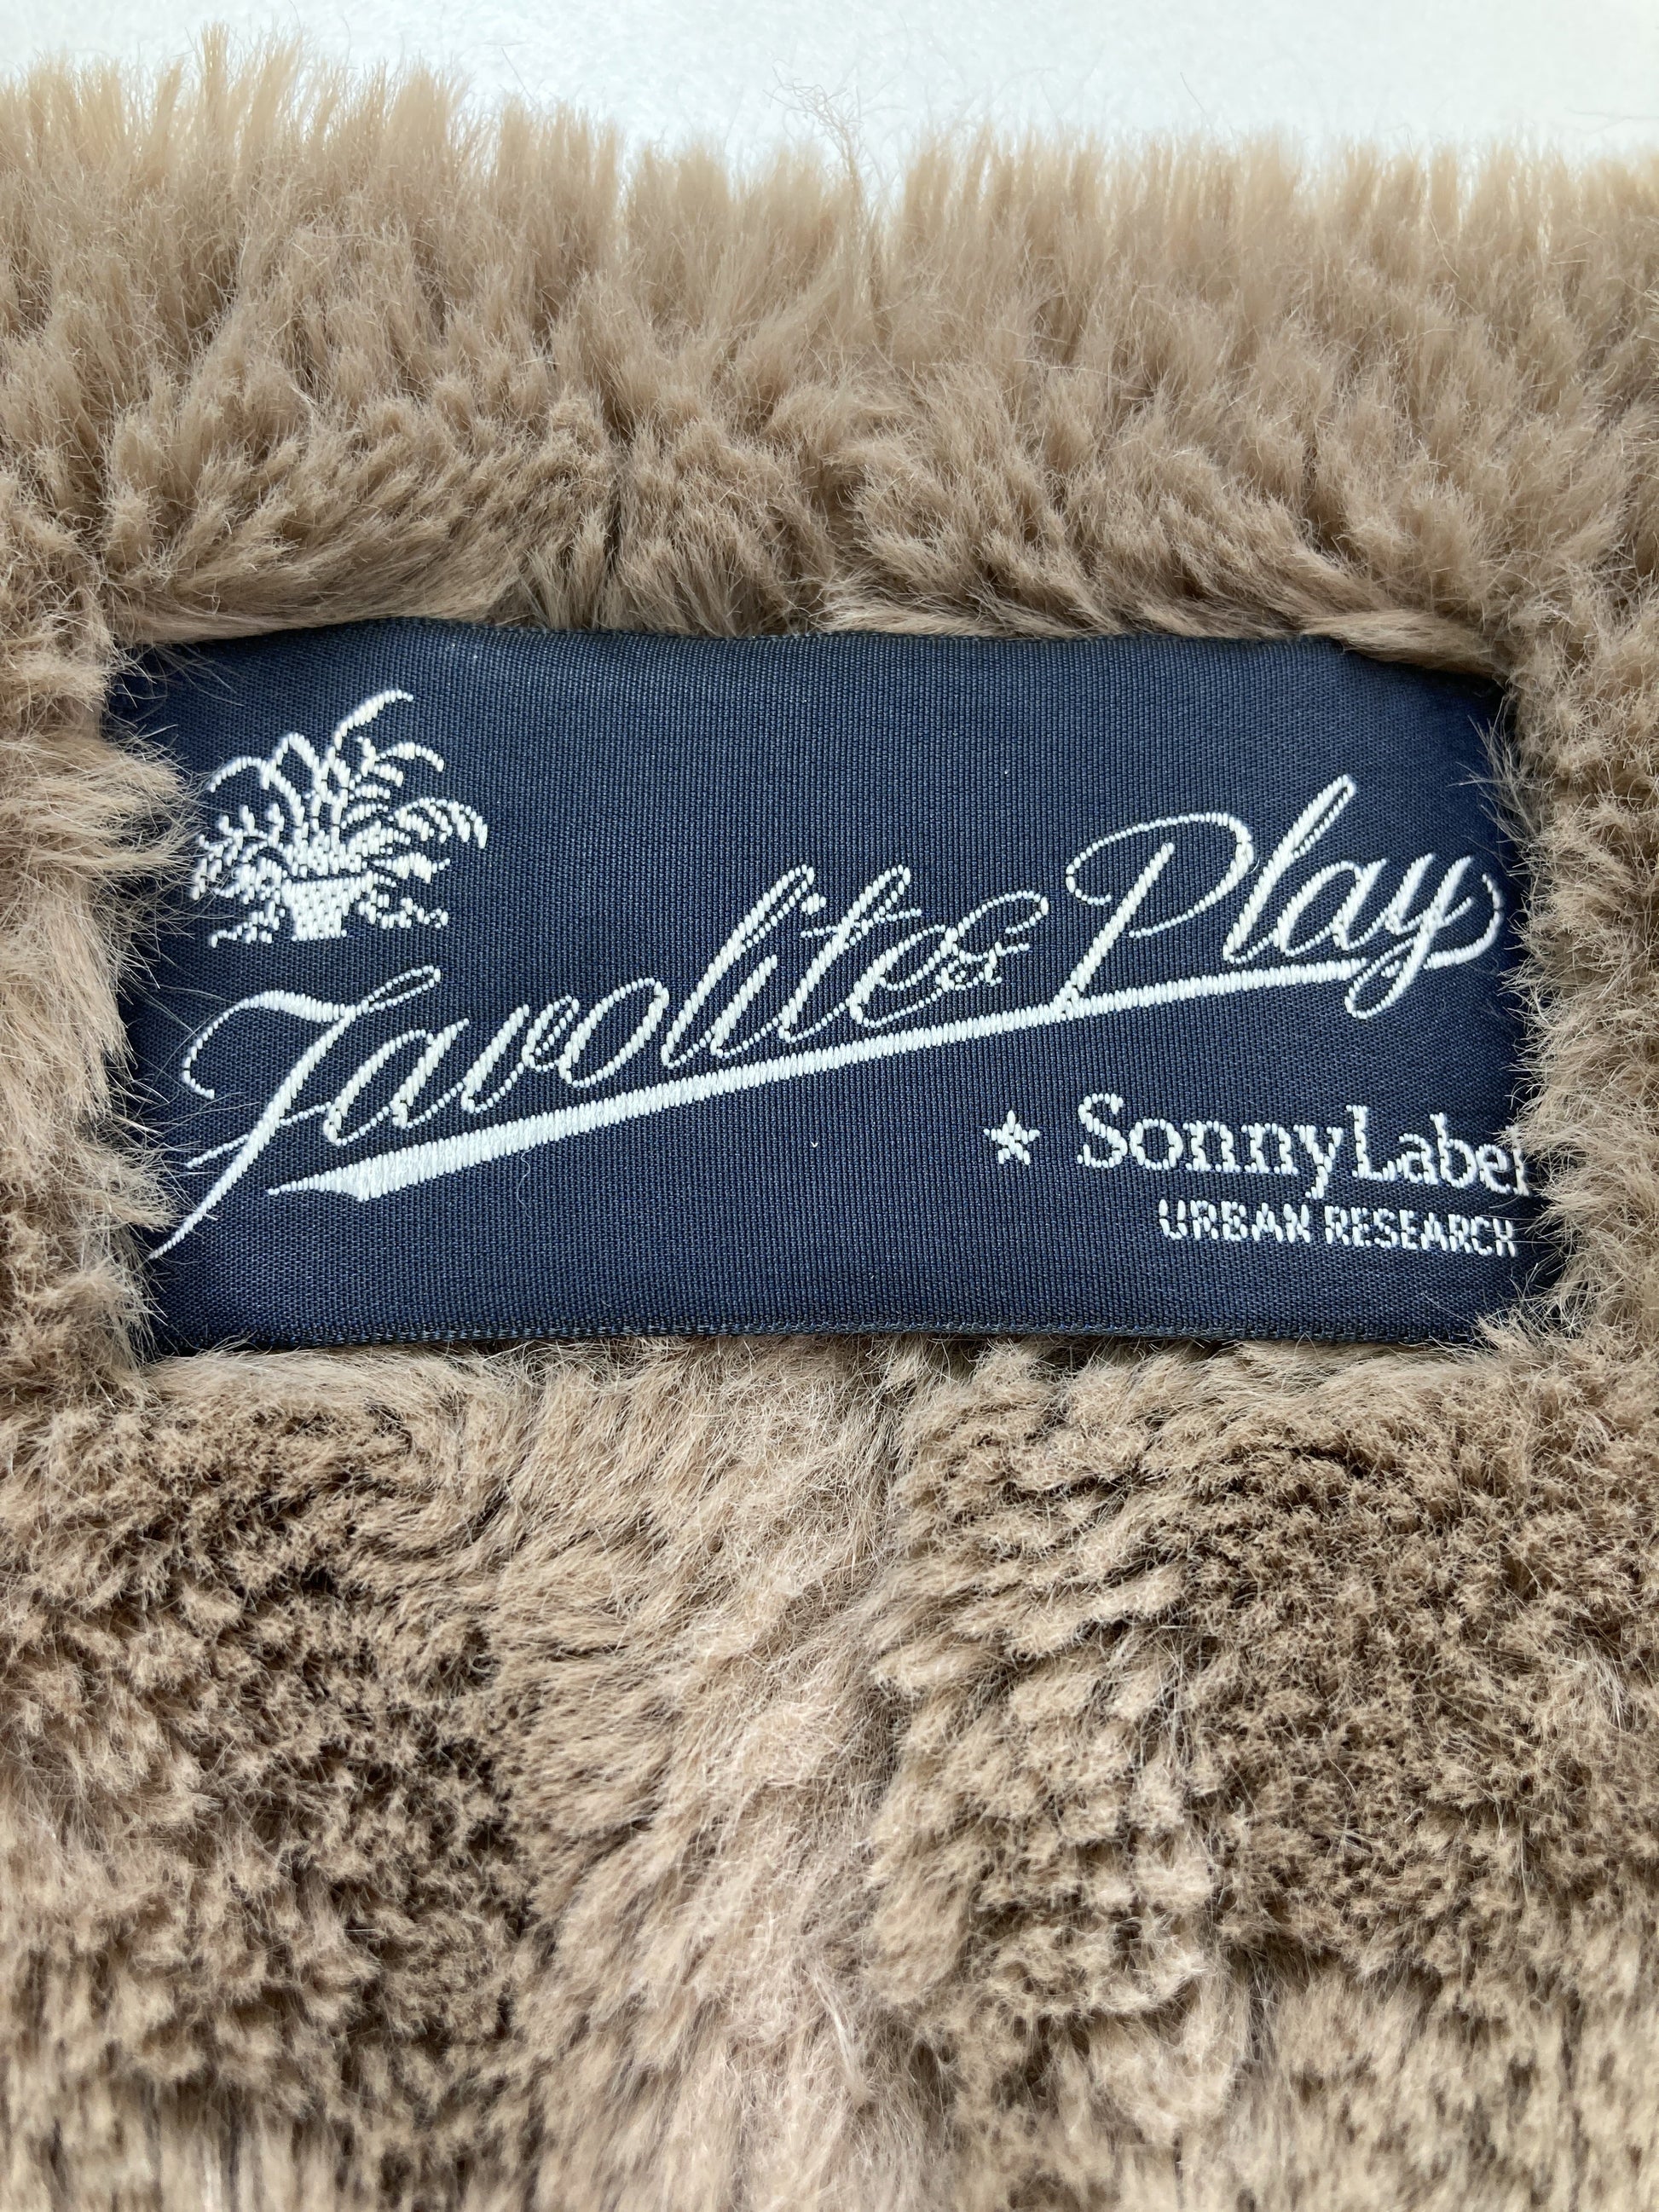 Favolite & Play
★ SonnyLabel
URBAN RESEARCH